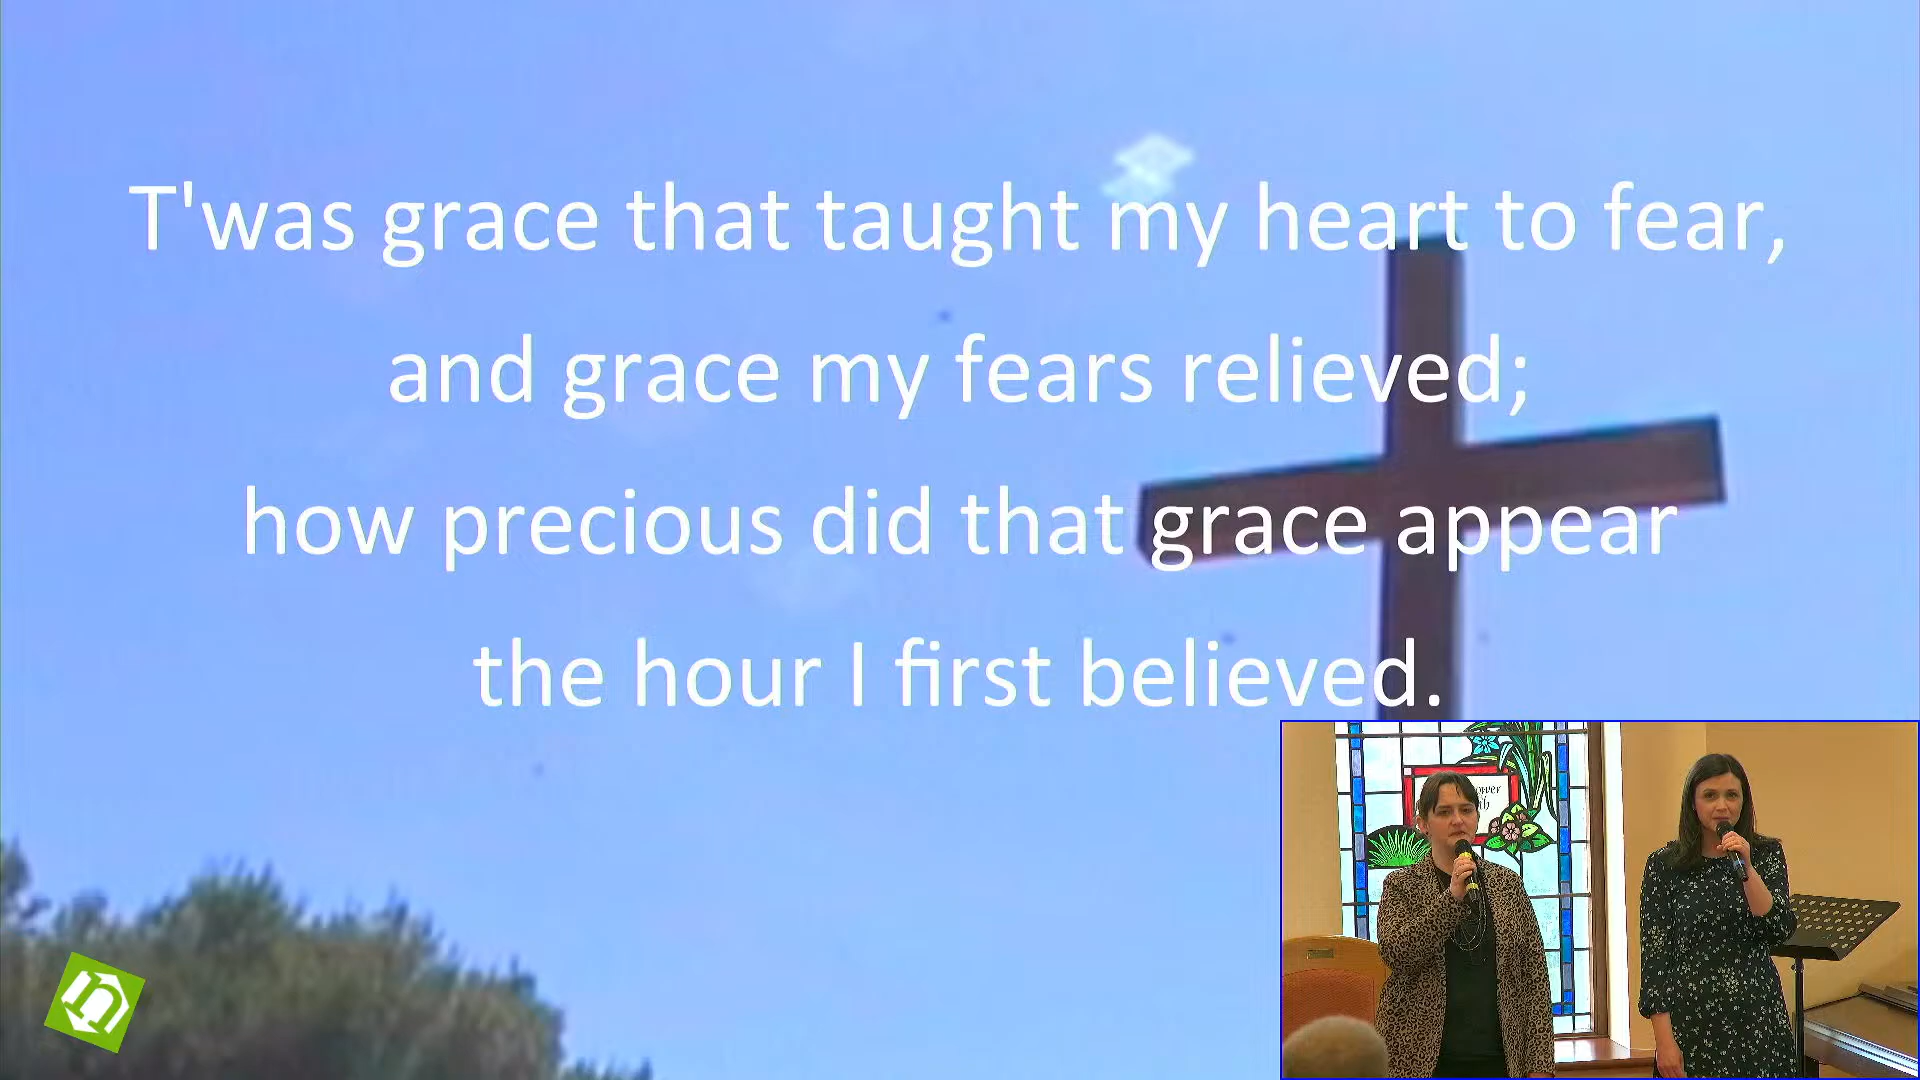 T'was grace that taught my heart to fear,
and grace my fears relieved;
how precious did that grace appear
the hour I first believed.